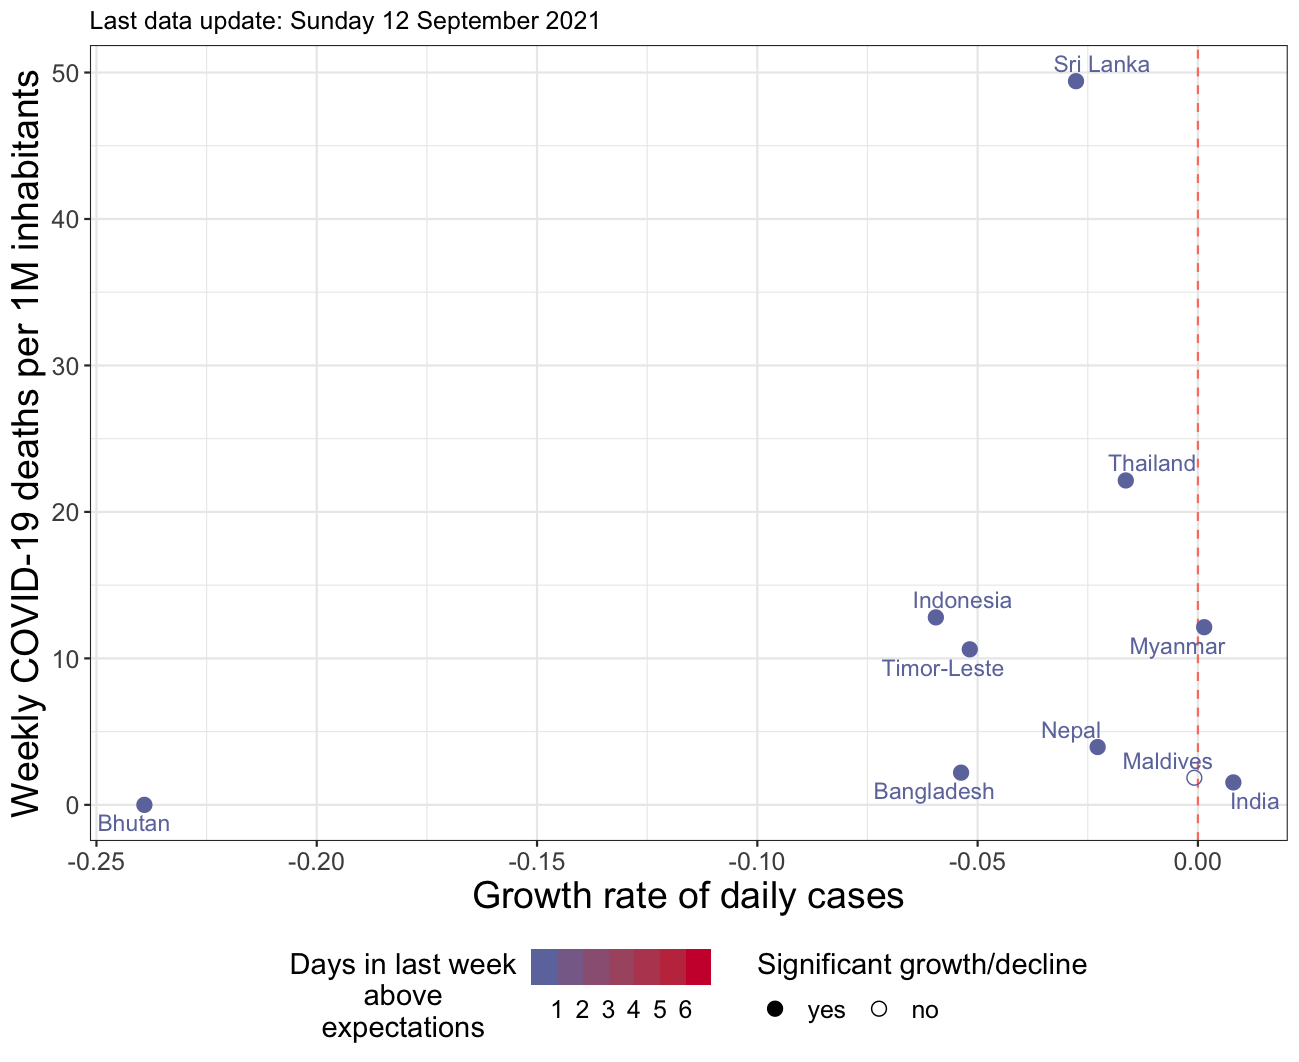 Last data update: Sunday 12 September 2021
Weekly COVID-19 deaths per 1M inhabitants
50
40
30
20
10
0
Sri Lanka
Thailand
Indonesia
Myanmar
Timor-Leste
Nepal
Maldives
Bangladesh
India
Bhutan
-0.25 -0.20 -0.15 -0.10 -0.05 0.00
Growth rate of daily cases
Days in last week
above
expectations
1 2 3 4 5 6
Significant growth/decline
yes no